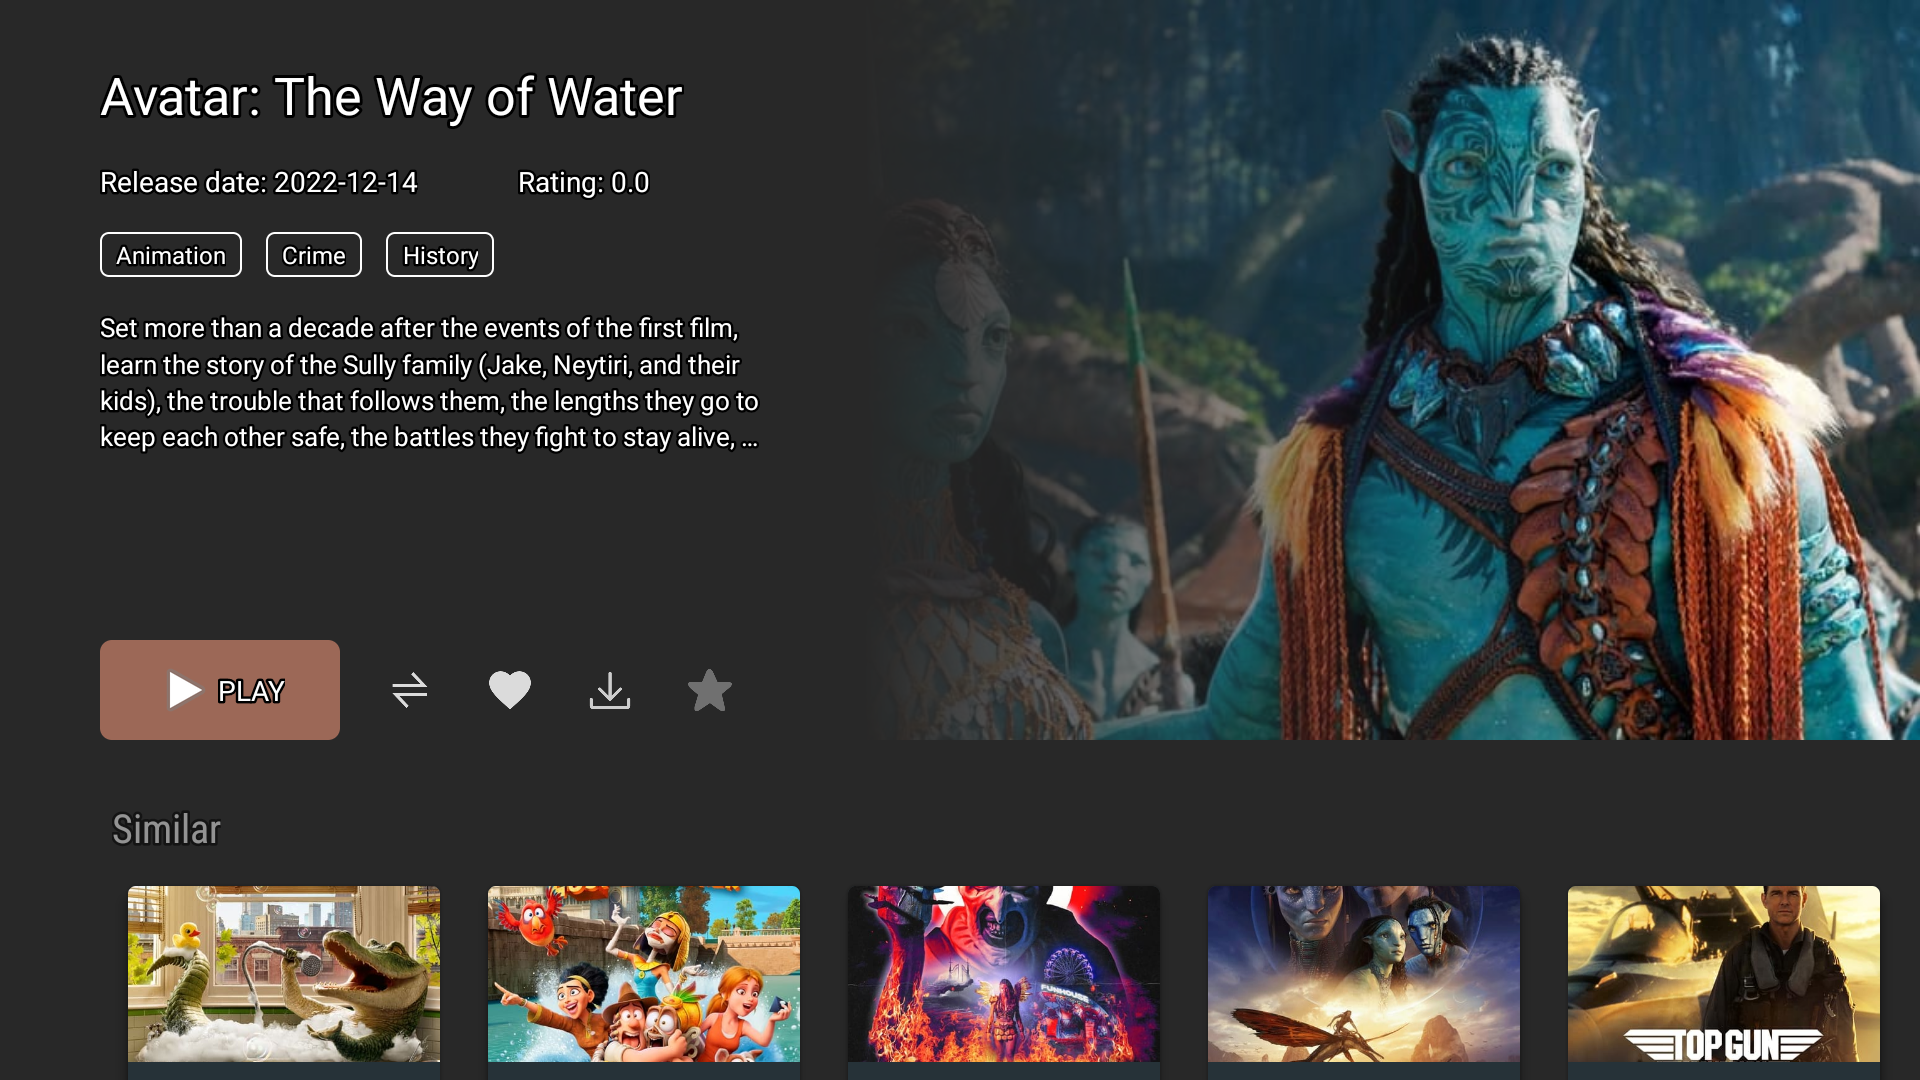 Avatar: The Way of Water
Release date: 2022-12-14
Rating: 0.0
Animation
Crime
History
Set more than a decade after the events of the first film,
learn the story of the Sully family (Jake, Neytiri, and their
kids), the trouble that follows them, the lengths they go to
keep each other safe, the battles they fight to stay alive, ...
PLAY
Similar
FUNHOUSE
TOP GUN